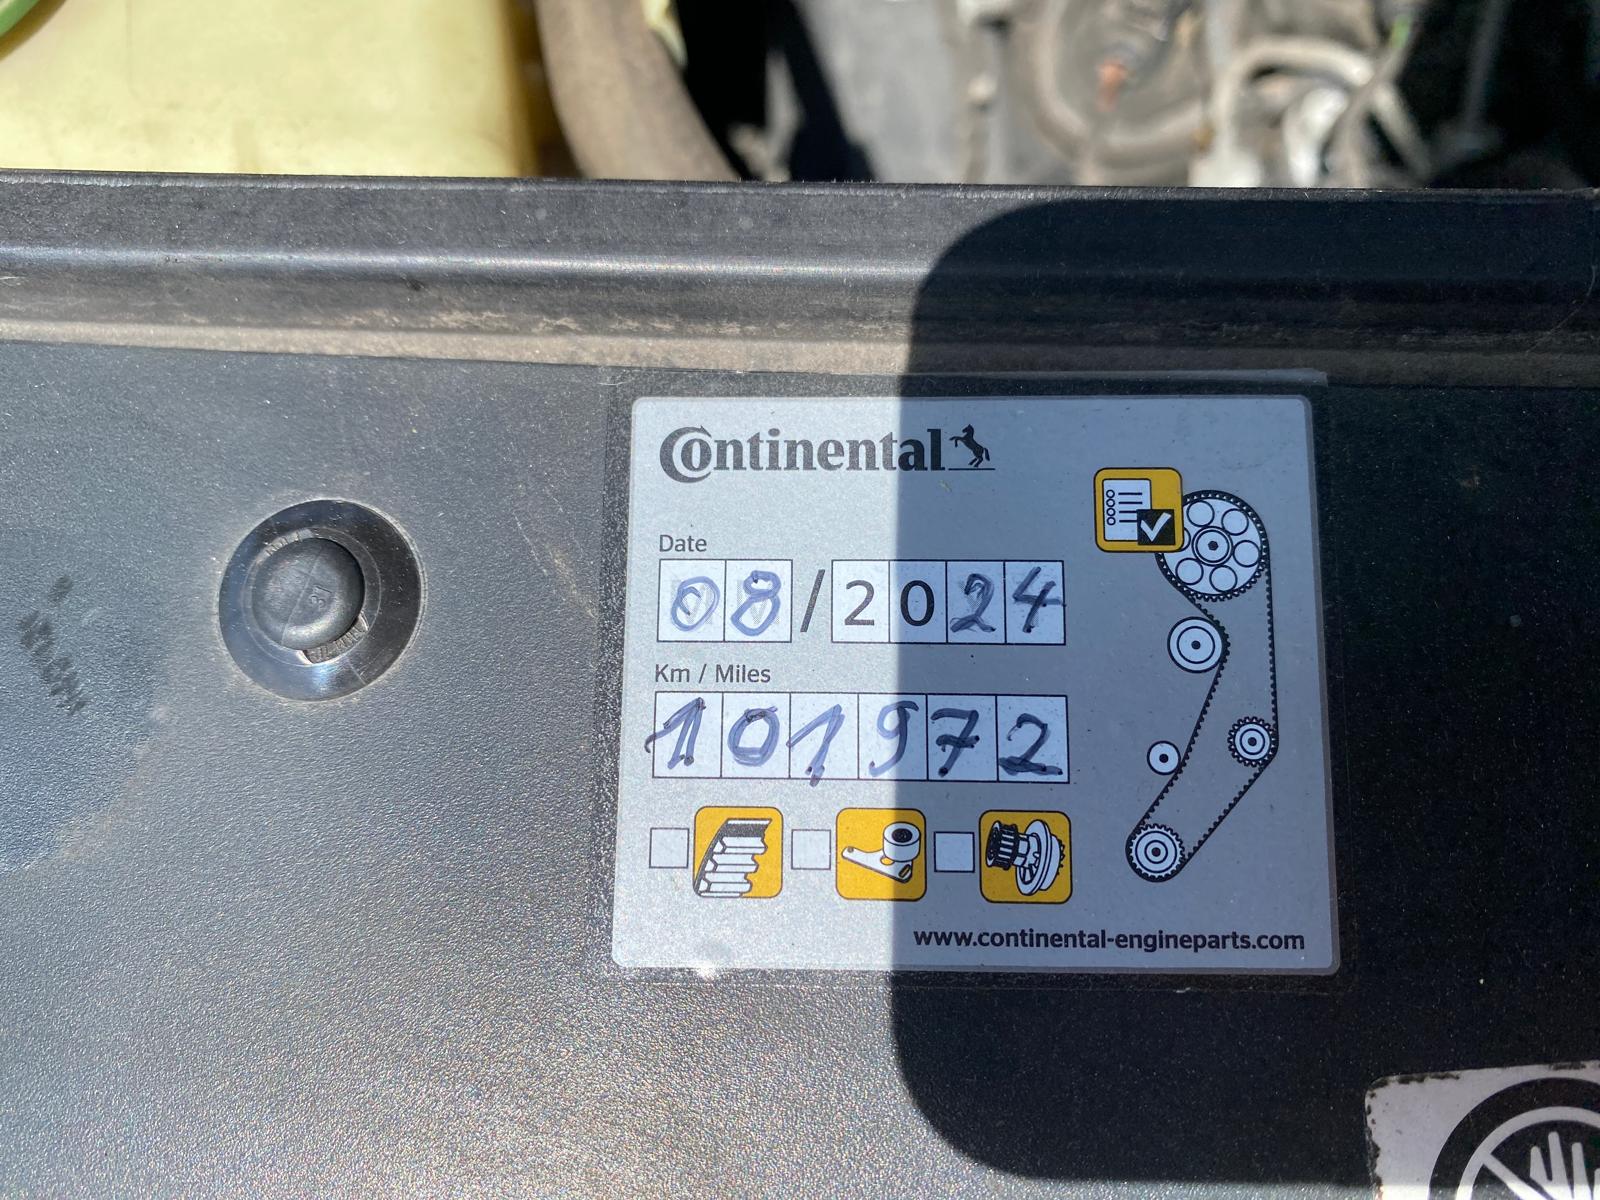 Continental
Date
08/2024
Km / Miles
101972
www.continental-engineparts.com